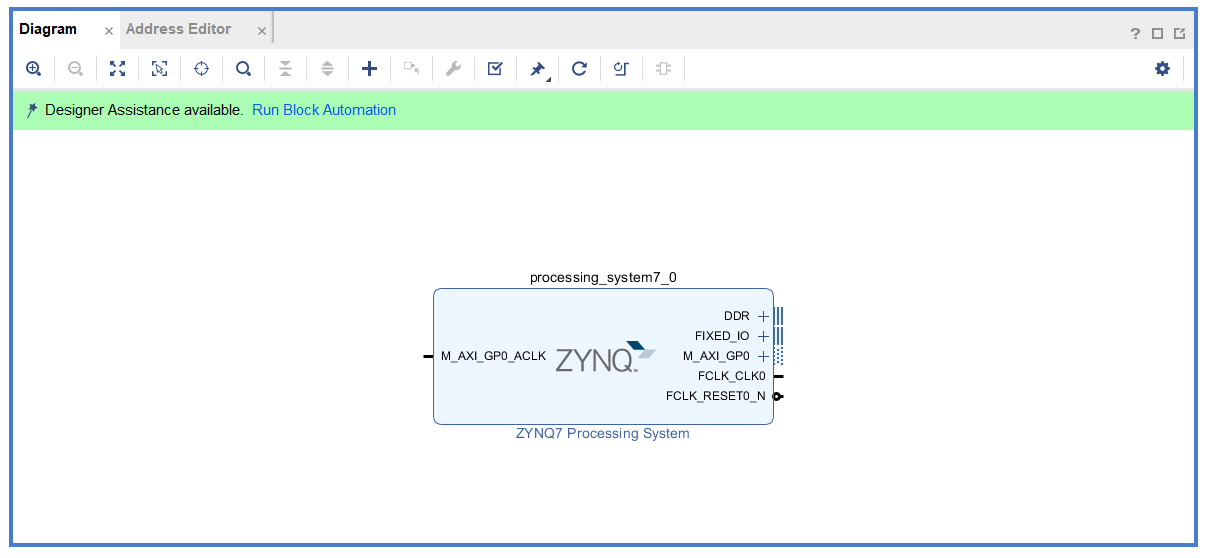 Diagram
Address Editor
Designer Assistance available. Run Block Automation
processing_system7_0
DDR
FIXED_IO
M_AXI_GP0_ACLK ZYNQ™ M_AXI_GP0
FCLK_CLK0
FCLK_RESET0_N
ZYNQ7 Processing System